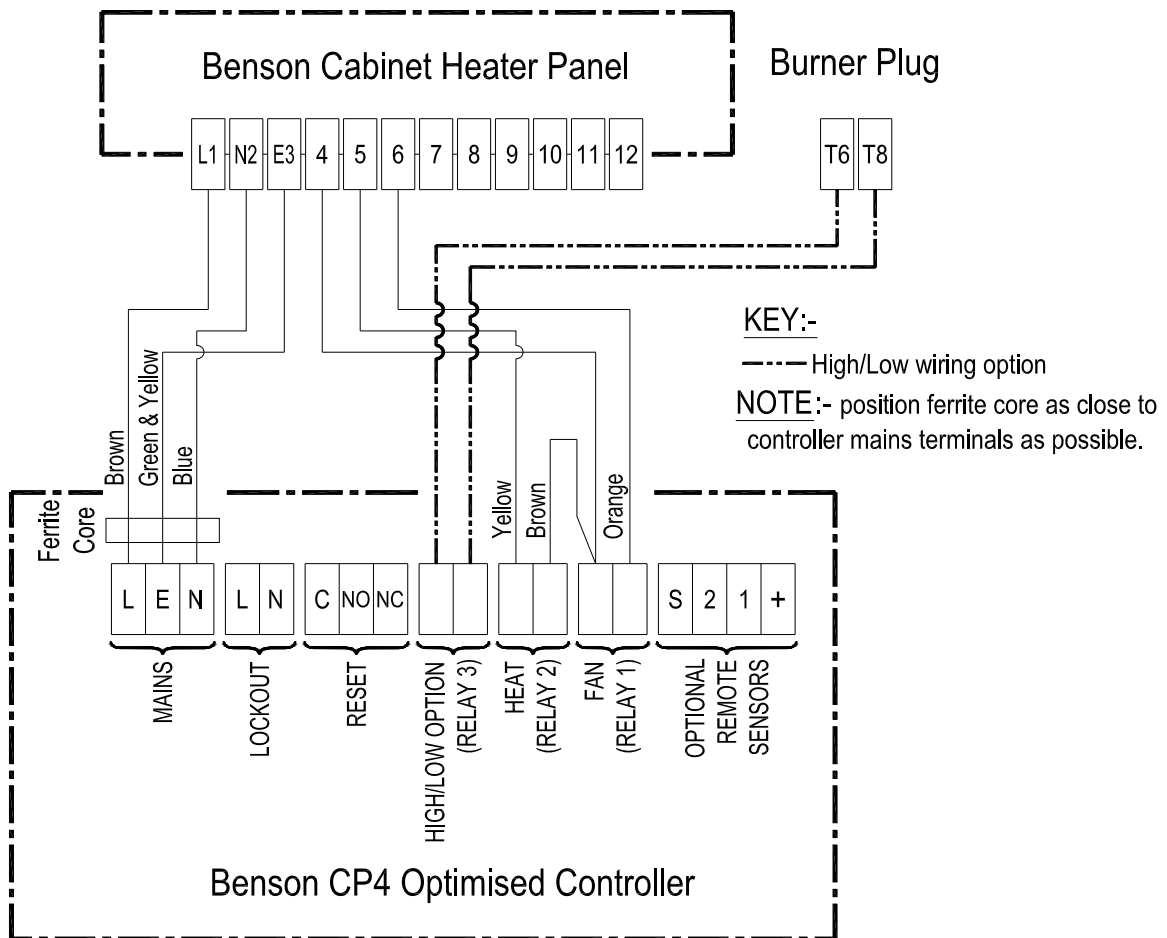 Benson Cabinet Heater Panel
Burner Plug
L1 N2 E3 4 5 6 7 8 9 10 11 12
T6 T8
KEY:-
High/Low wiring option
NOTE:- position ferrite core as close to
controller mains terminals as possible.
Brown
Green & Yellow
Blue
Yellow
Brown
Orange
Ferrite
Core
L E N
L N
C NO NC
S 2 1 +
MAINS
LOCKOUT
RESET
HIGH/LOW OPTION
(RELAY 3)
HEAT
(RELAY 2)
FAN
(RELAY 1)
OPTIONAL
REMOTE
SENSORS
Benson CP4 Optimised Controller